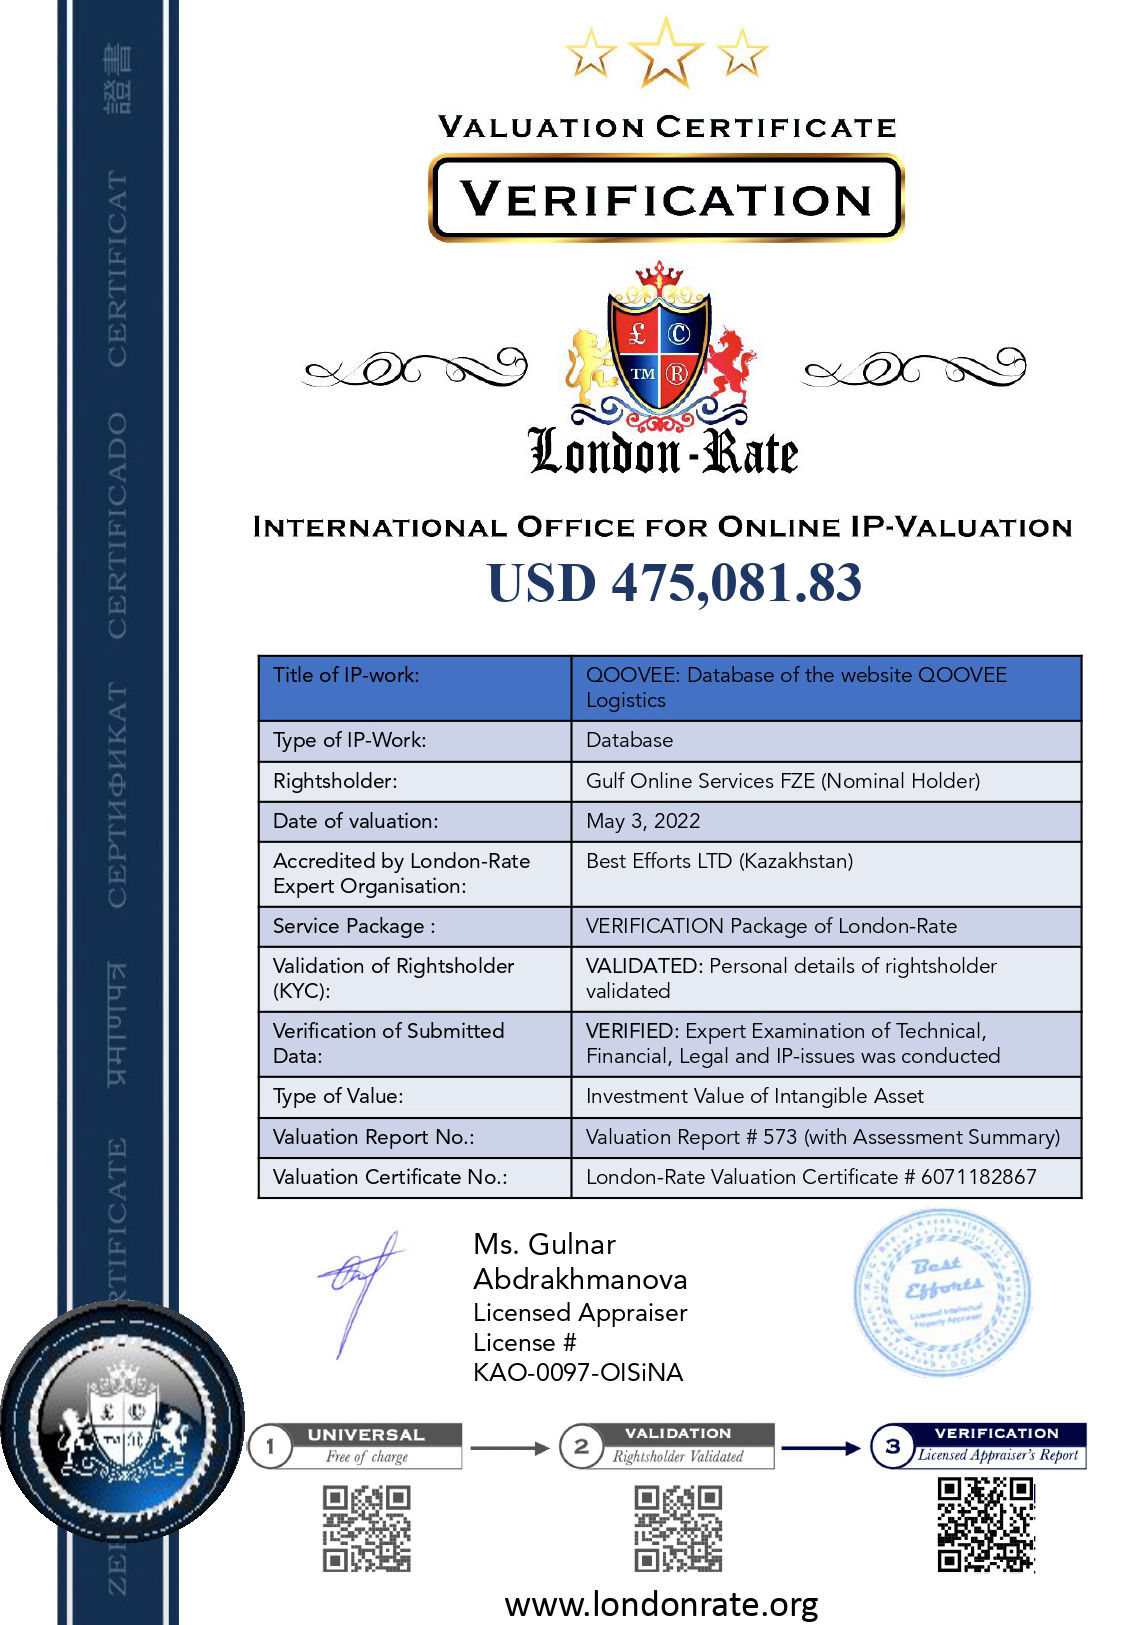 VALUATION CERTIFICATE
VERIFICATION
£ ©
TM ®
London-Rate
INTERNATIONAL OFFICE FOR ONLINE IP-VALUATION
USD 475,081.83
Title of IP-work: QOOVEE: Database of the website QOOVEE
Logistics
Type of IP-Work: Database
Rightsholder: Gulf Online Services FZE (Nominal Holder)
Date of valuation: May 3, 2022
Accredited by London-Rate Best Efforts LTD (Kazakhstan)
Expert Organisation:
Service Package : VERIFICATION Package of London-Rate
Validation of Rightsholder VALIDATED: Personal details of rightsholder
(KYC): validated
Verification of Submitted VERIFIED: Expert Examination of Technical,
Data: Financial, Legal and IP-issues was conducted
Type of Value: Investment Value of Intangible Asset
Valuation Report No.: Valuation Report # 573 (with Assessment Summary)
Valuation Certificate No.: London-Rate Valuation Certificate # 6071182867
Ms. Gulnar
Abdrakhmanova
Licensed Appraiser
License #
KAO-0097-OISiNA
Best
Efforts
Licensed Intellectual
Property Appraiser
1 UNIVERSAL
Free of charge
2 VALIDATION
Rightsholder Validated
3 VERIFICATION
Licensed Appraiser's Report
www.londonrate.org
證書
CERTIFICAT
CERTIFICADO
СЕРТИФИКАТ
प्रमाणपत्र